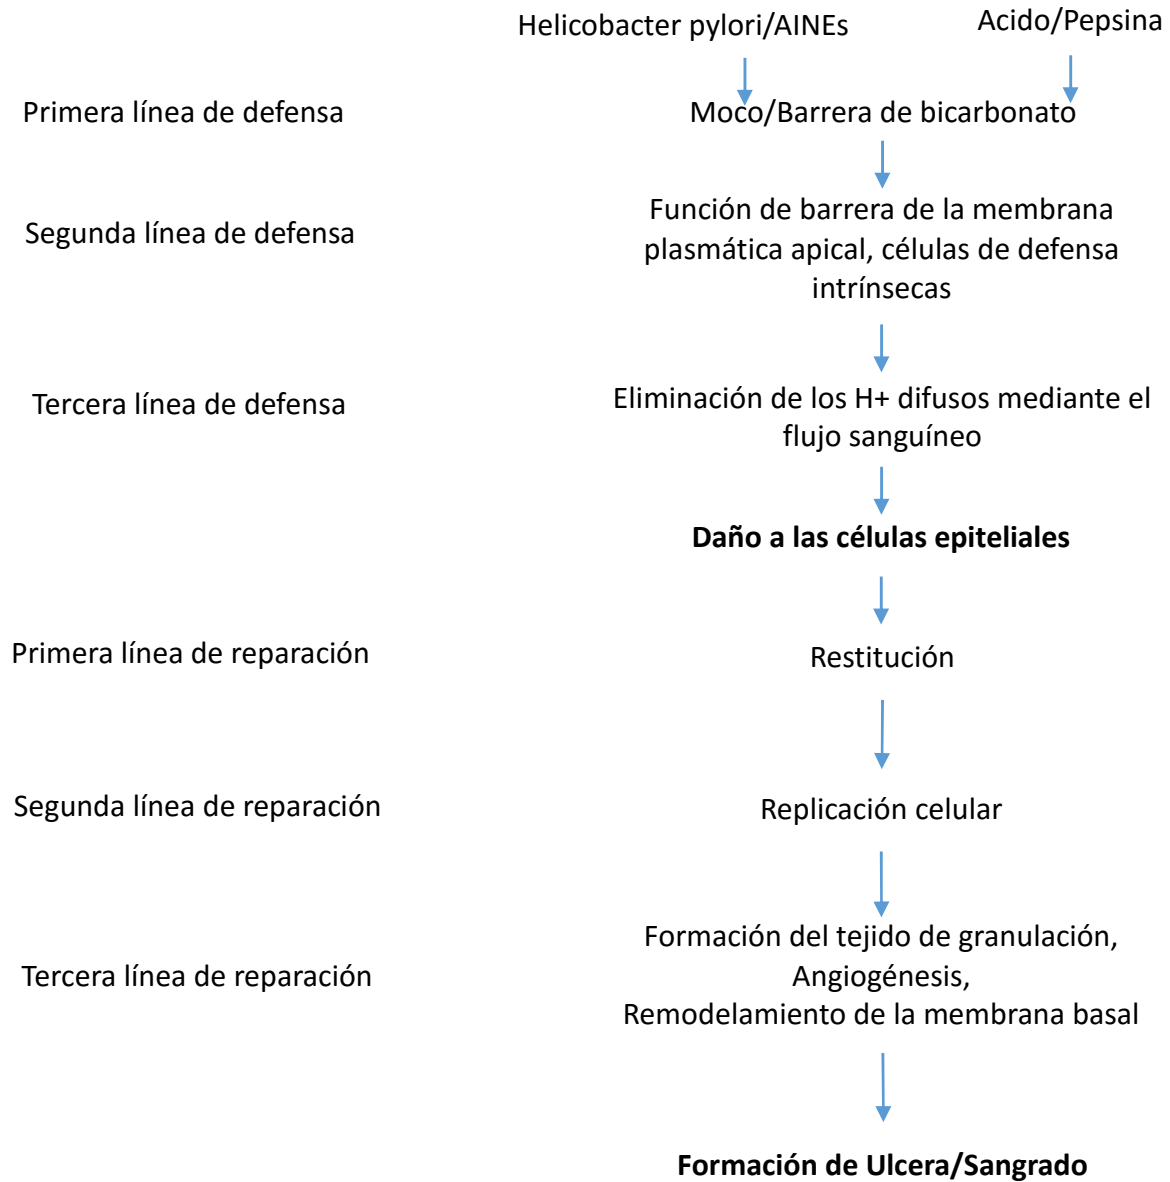 Helicobacter pylori/AINEs
Acido/Pepsina
Primera línea de defensa
Moco/Barrera de bicarbonato
Segunda línea de defensa
Función de barrera de la membrana
plasmática apical, células de defensa
intrínsecas
Tercera línea de defensa
Eliminación de los H+ difusos mediante el
flujo sanguíneo
Daño a las células epiteliales
Primera línea de reparación
Restitución
Segunda línea de reparación
Replicación celular
Tercera línea de reparación
Formación del tejido de granulación,
Angiogénesis,
Remodelamiento de la membrana basal
Formación de Ulcera/Sangrado